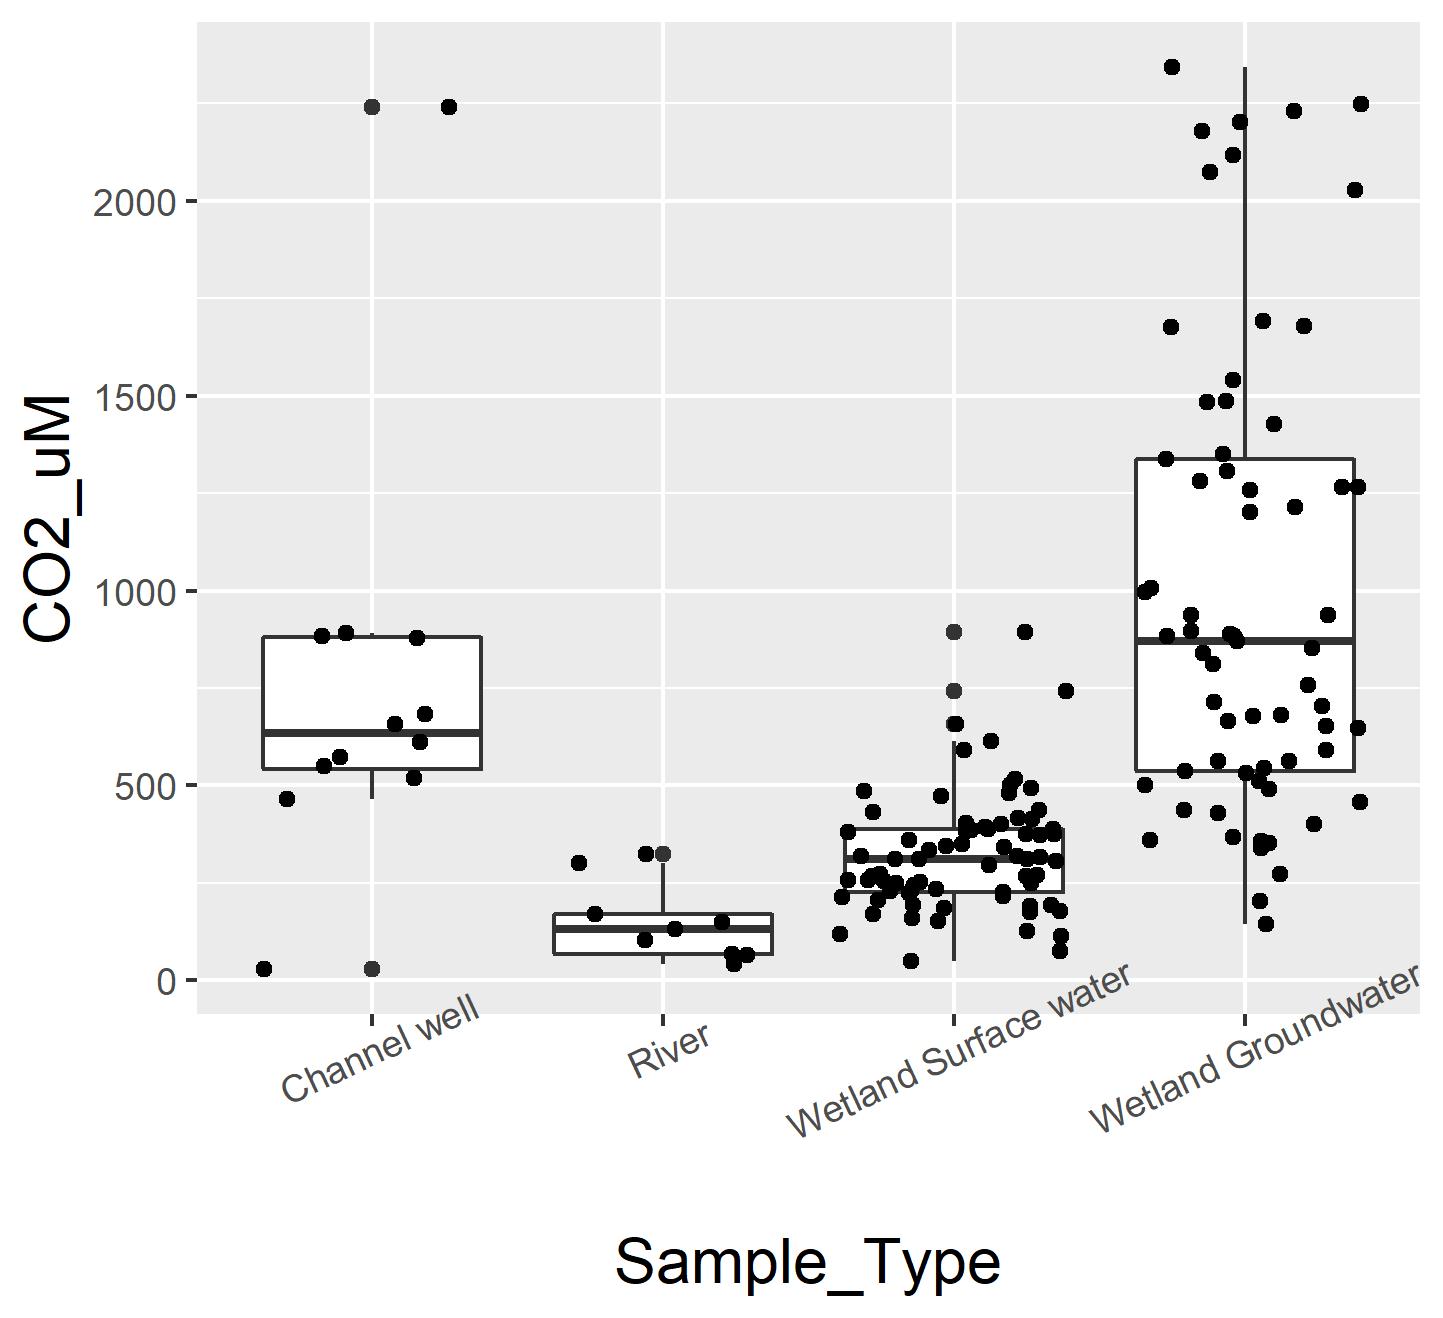 CO2_uM
2000
1500
1000
500
0
Channel well
River
Wetland Surface water
Wetland Groundwater
Sample_Type